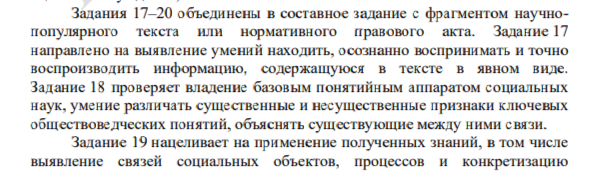 Задания 17–20 объединены в составное задание с фрагментом научно-
популярного текста или нормативного правового акта. Задание 17
направлено на выявление умений находить, осознанно воспринимать и точно
воспроизводить информацию, содержащуюся в тексте в явном виде.
Задание 18 проверяет владение базовым понятийным аппаратом социальных
наук, умение различать существенные и несущественные признаки ключевых
обществоведческих понятий, объяснять существующие между ними связи.
Задание 19 нацеливает на применение полученных знаний, в том числе
выявление связей социальных объектов, процессов и конкретизацию